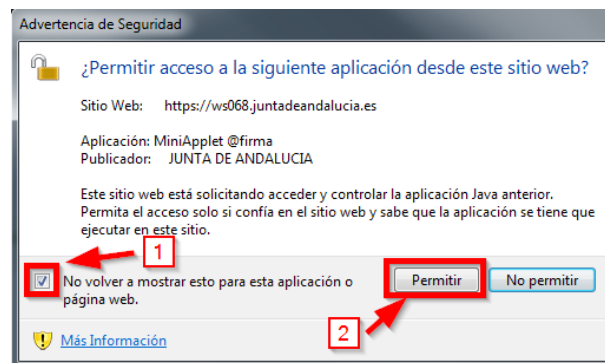 Advertencia de Seguridad
¿Permitir acceso a la siguiente aplicación desde este sitio web?
Sitio Web: https://ws068.juntadeandalucia.es
Aplicación: MiniApplet @firma
Publicador: JUNTA DE ANDALUCIA
Este sitio web está solicitando acceder y controlar la aplicación Java anterior.
Permita el acceso solo si confía en el sitio web y sabe que la aplicación se tiene que
ejecutar en este sitio.
1
No volver a mostrar esto para esta aplicación o
página web.
Permitir
No permitir
2
Más Información